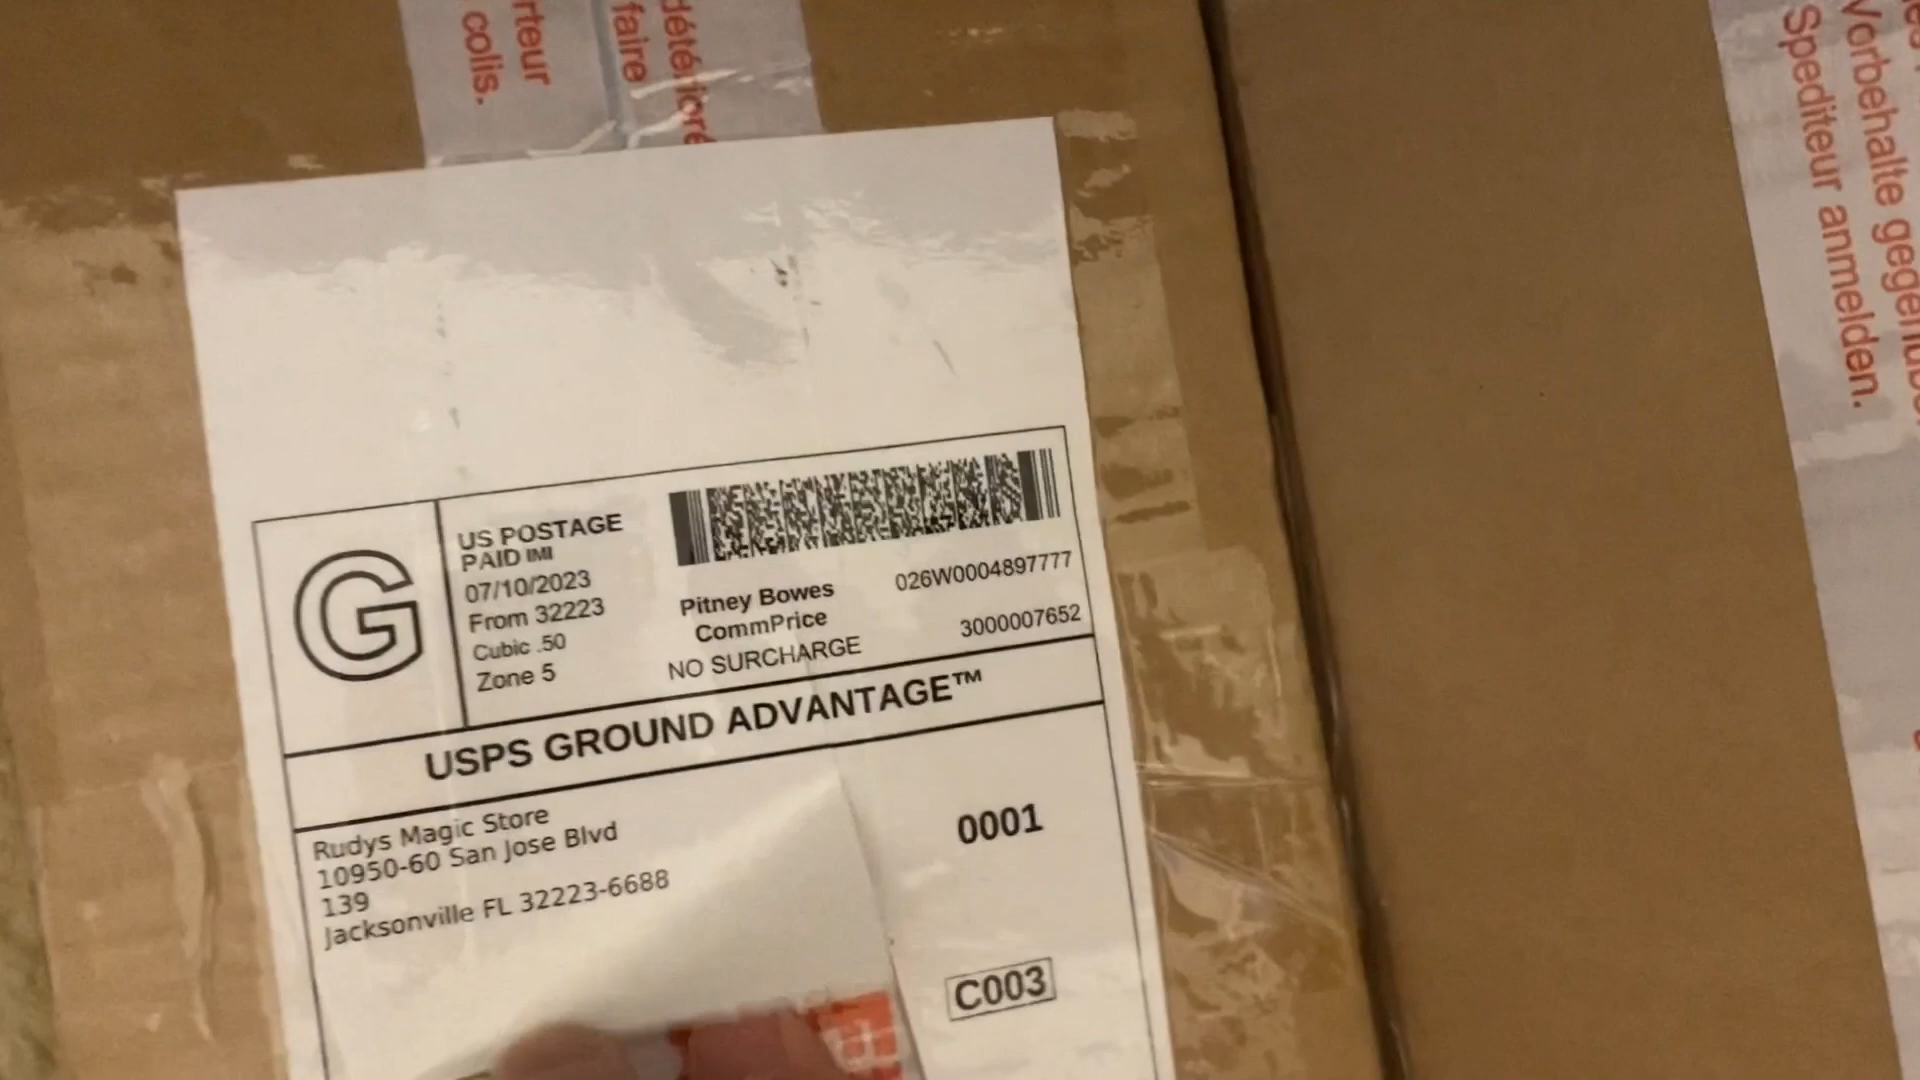 rteur
colis.
détérioré
faire
Vorbehalte
Spediteur anmelden.
G
US POSTAGE
PAID IMI
07/10/2023
From 32223
Cubic .50
Zone 5
Pitney Bowes
CommPrice
NO SURCHARGE
026W0004897777
3000007652
USPS GROUND ADVANTAGE™
Rudys Magic Store
10950-60 San Jose Blvd
139
Jacksonville FL 32223-6688
0001
C003